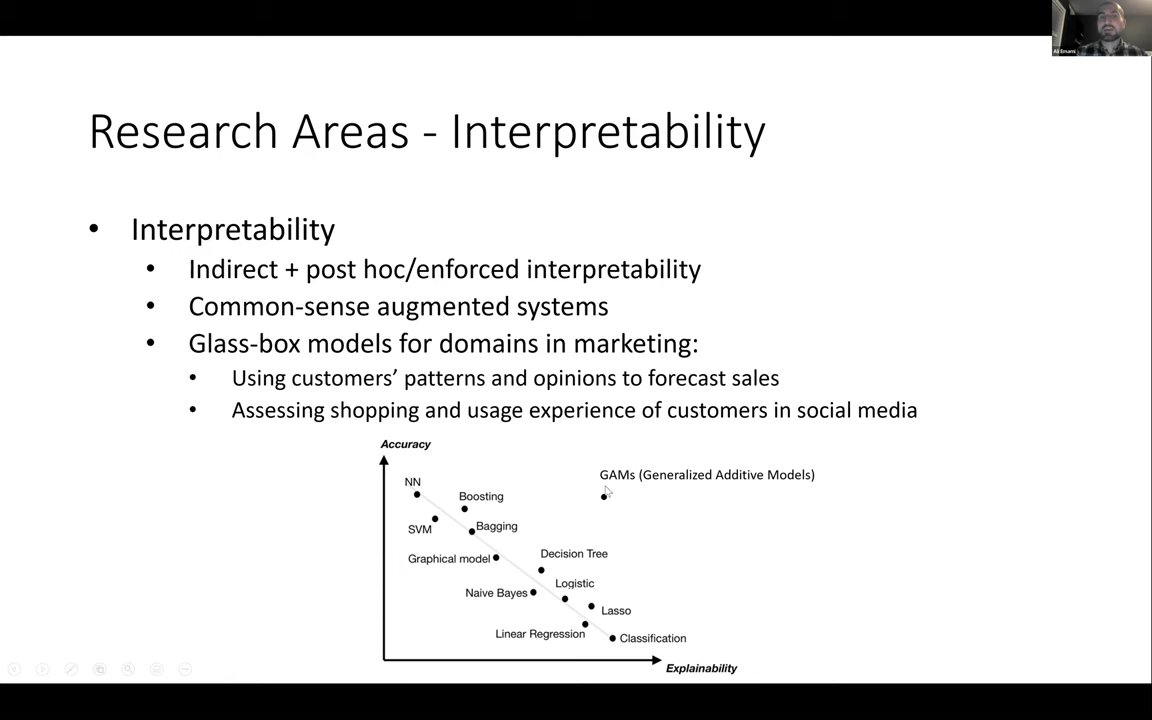 Ali Emami
Research Areas - Interpretability
• Interpretability
• Indirect + post hoc/enforced interpretability
• Common-sense augmented systems
• Glass-box models for domains in marketing:
• Using customers’ patterns and opinions to forecast sales
• Assessing shopping and usage experience of customers in social media
Accuracy
GAMs (Generalized Additive Models)
NN
Boosting
SVM
Bagging
Graphical model
Decision Tree
Logistic
Naive Bayes
Lasso
Linear Regression
Classification
Explainability